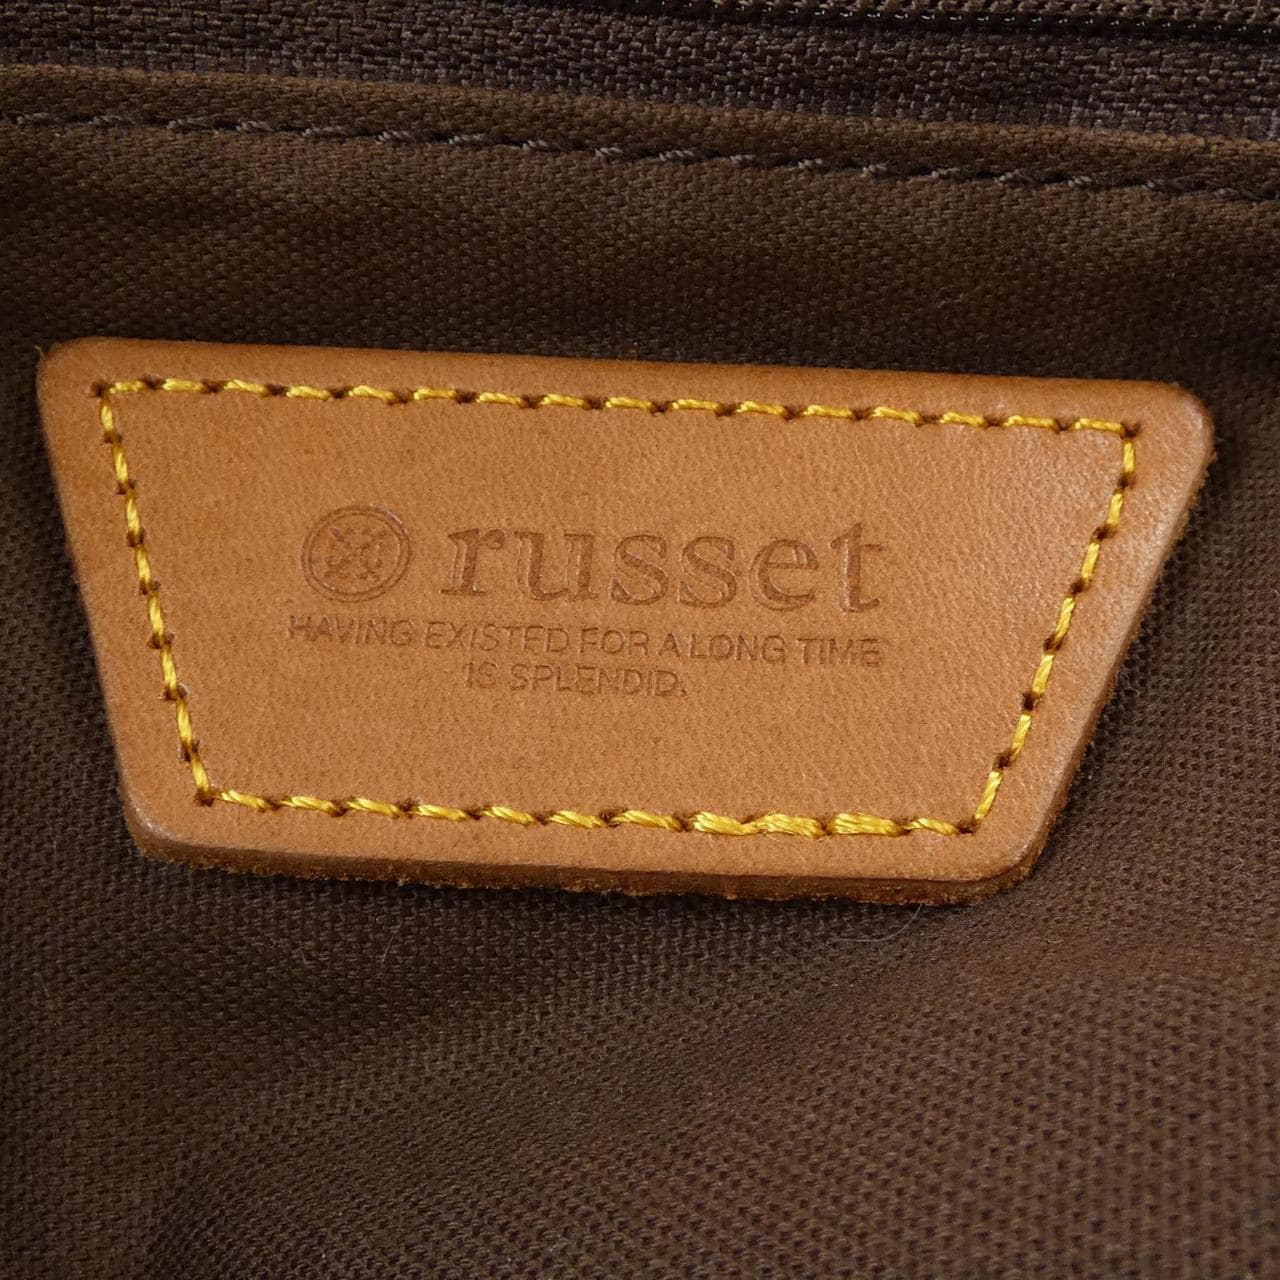 russet
HAVING EXISTED FOR A LONG TIME
IS SPLENDID.